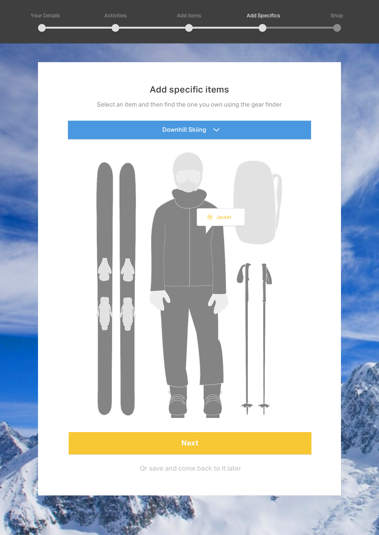 Your Details
Activities
Add Items
Add Specifics
Shop
Add specific items
Select an item and then find the one you own using the gear finder
Downhill Skiing
Jacket
Next
Or save and come back to it later